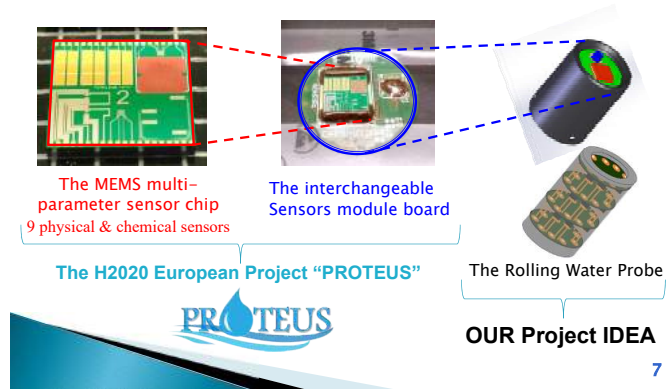 2
The MEMS multi-
parameter sensor chip
9 physical & chemical sensors
The interchangeable
Sensors module board
The H2020 European Project “PROTEUS”
PROTEUS
The Rolling Water Probe
OUR Project IDEA
7